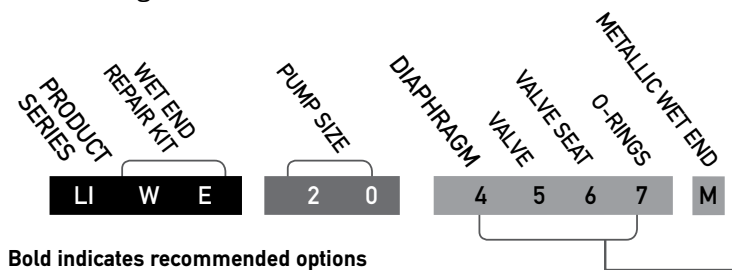 PRODUCT
SERIES
WET END
REPAIR KIT
PUMP SIZE
DIAPHRAGM
VALVE
VALVE SEAT
O-RINGS
METALLIC WET END
LI W E 2 0 4 5 6 7 M
Bold indicates recommended options